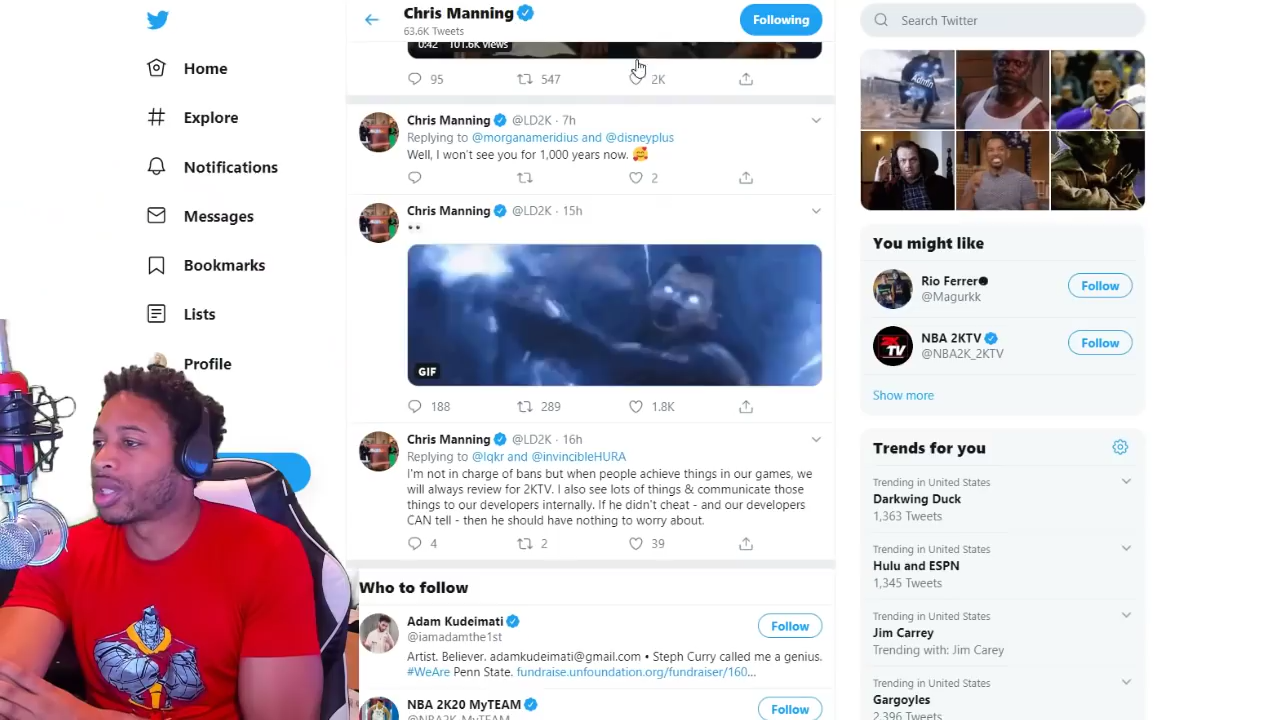 Home
Explore
Notifications
Messages
Bookmarks
Lists
Profile
Chris Manning
63.6K Tweets
Following
0:42 101.6K views
95 547 2K
Chris Manning @LD2K · 7h
Replying to @morganameridius and @disneyplus
Well, I won't see you for 1,000 years now. 🥰
2
Chris Manning @LD2K · 15h
👀
GIF
188 289 1.8K
Chris Manning @LD2K · 16h
Replying to @lqkr and @invincibleHURA
I'm not in charge of bans but when people achieve things in our games, we
will always review for 2KTV. I also see lots of things & communicate those
things to our developers internally. If he didn't cheat - and our developers
CAN tell - then he should have nothing to worry about.
4 2 39
Who to follow
Adam Kudeimati
@iamadamthe1st
Follow
Artist. Believer. adamkudeimati@gmail.com • Steph Curry called me a genius.
#WeAre Penn State. fundraise.unfoundation.org/fundraiser/160...
NBA 2K20 MyTEAM
@NBA2K_MyTEAM
Follow
Search Twitter
Admin
You might like
Rio Ferrer
@Magurkk
Follow
2K
TV
NBA 2KTV
@NBA2K_2KTV
Follow
Show more
Trends for you
Trending in United States
Darkwing Duck
1,363 Tweets
Trending in United States
Hulu and ESPN
1,345 Tweets
Trending in United States
Jim Carrey
Trending with: Jim Carey
Trending in United States
Gargoyles
2,396 Tweets